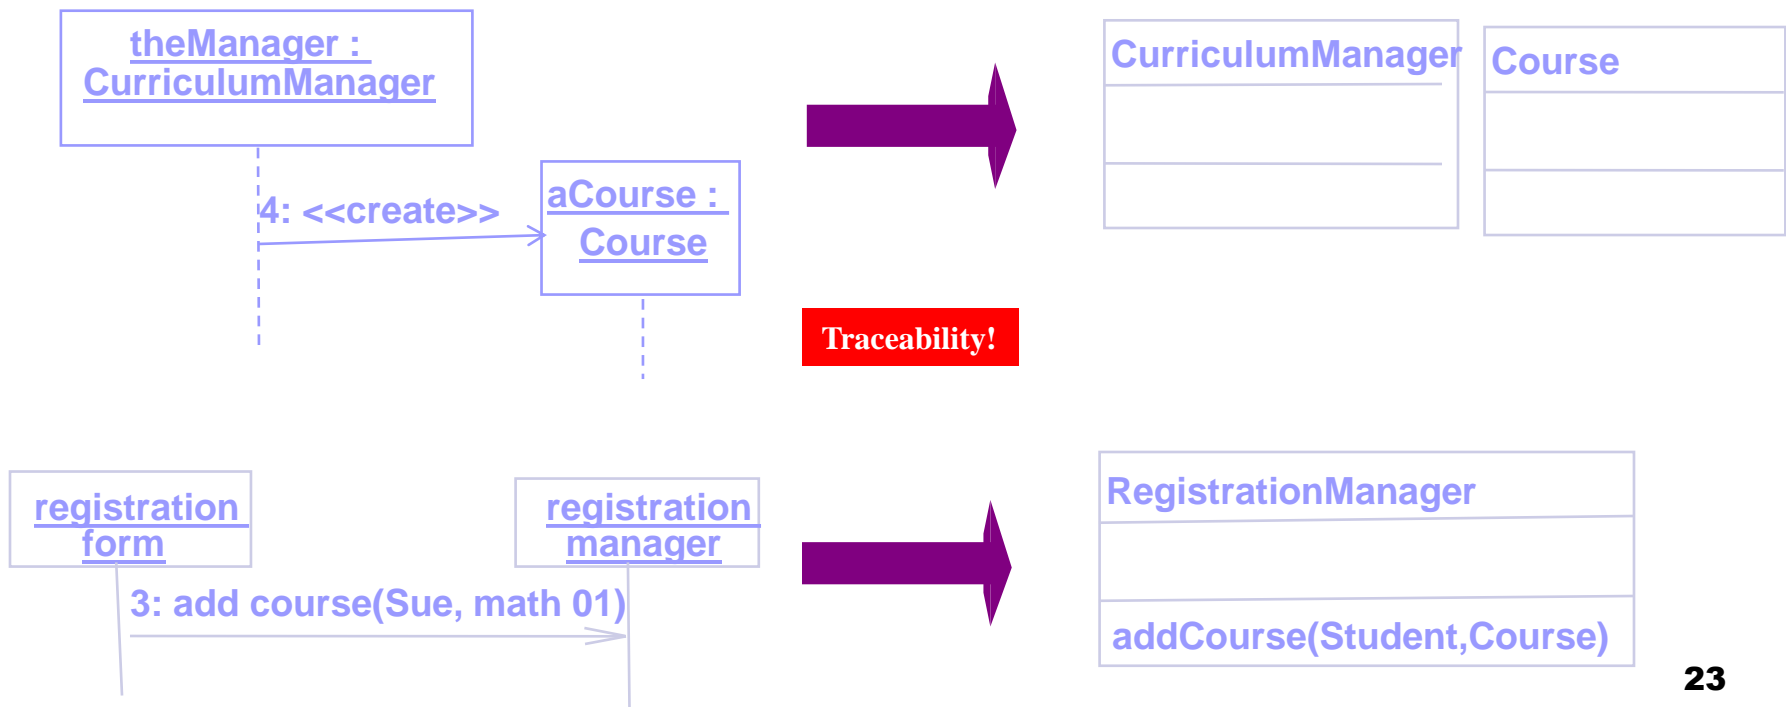 theManager :
CurriculumManager
4: <<create>>
aCourse :
Course
CurriculumManager
Course
Traceability!
registration
form
registration
manager
3: add course(Sue, math 01)
RegistrationManager
addCourse(Student,Course)
23